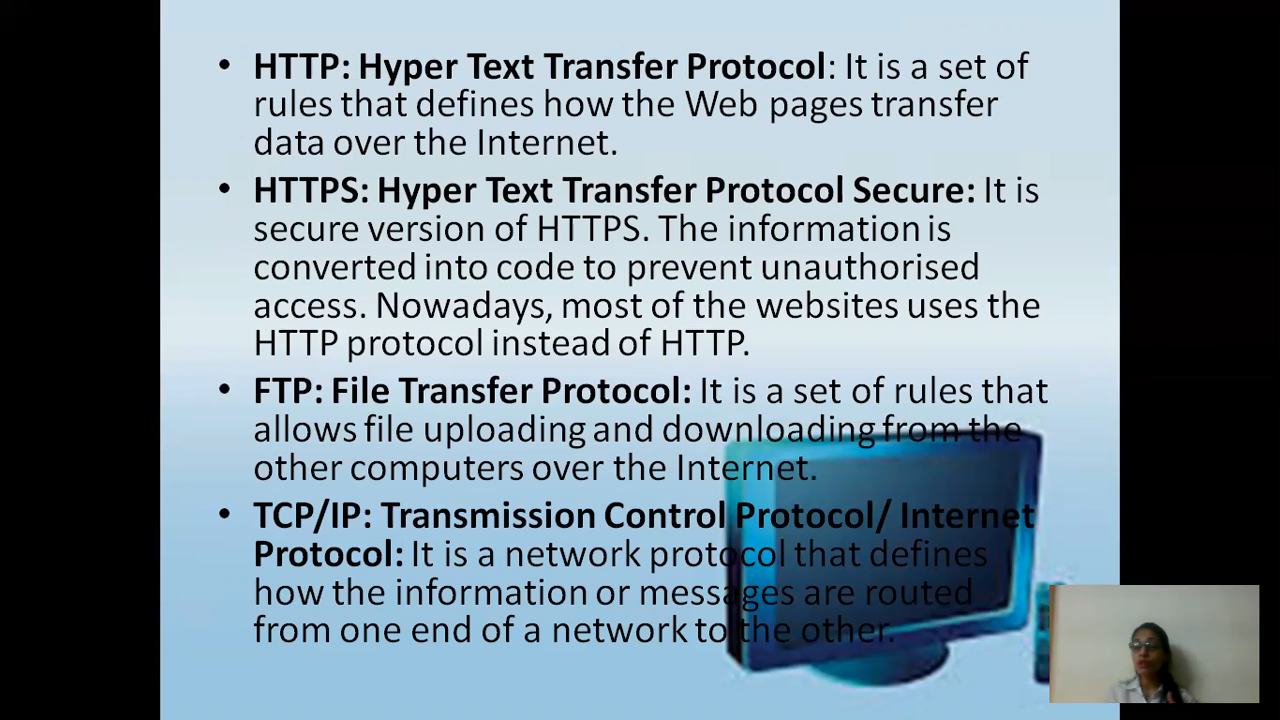 • HTTP: Hyper Text Transfer Protocol: It is a set of
rules that defines how the Web pages transfer
data over the Internet.
• HTTPS: Hyper Text Transfer Protocol Secure: It is
secure version of HTTPS. The information is
converted into code to prevent unauthorised
access. Nowadays, most of the websites uses the
HTTP protocol instead of HTTP.
• FTP: File Transfer Protocol: It is a set of rules that
allows file uploading and downloading from the
other computers over the Internet.
• TCP/IP: Transmission Control Protocol/ Internet
Protocol: It is a network protocol that defines
how the information or messages are routed
from one end of a network to the other.